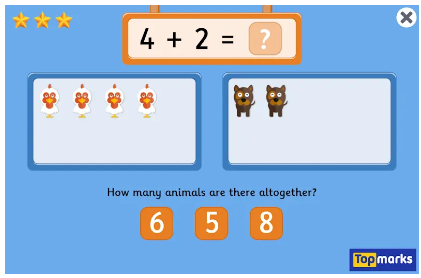 4 + 2 = ?
How many animals are there altogether?
6 5 8
Topmarks